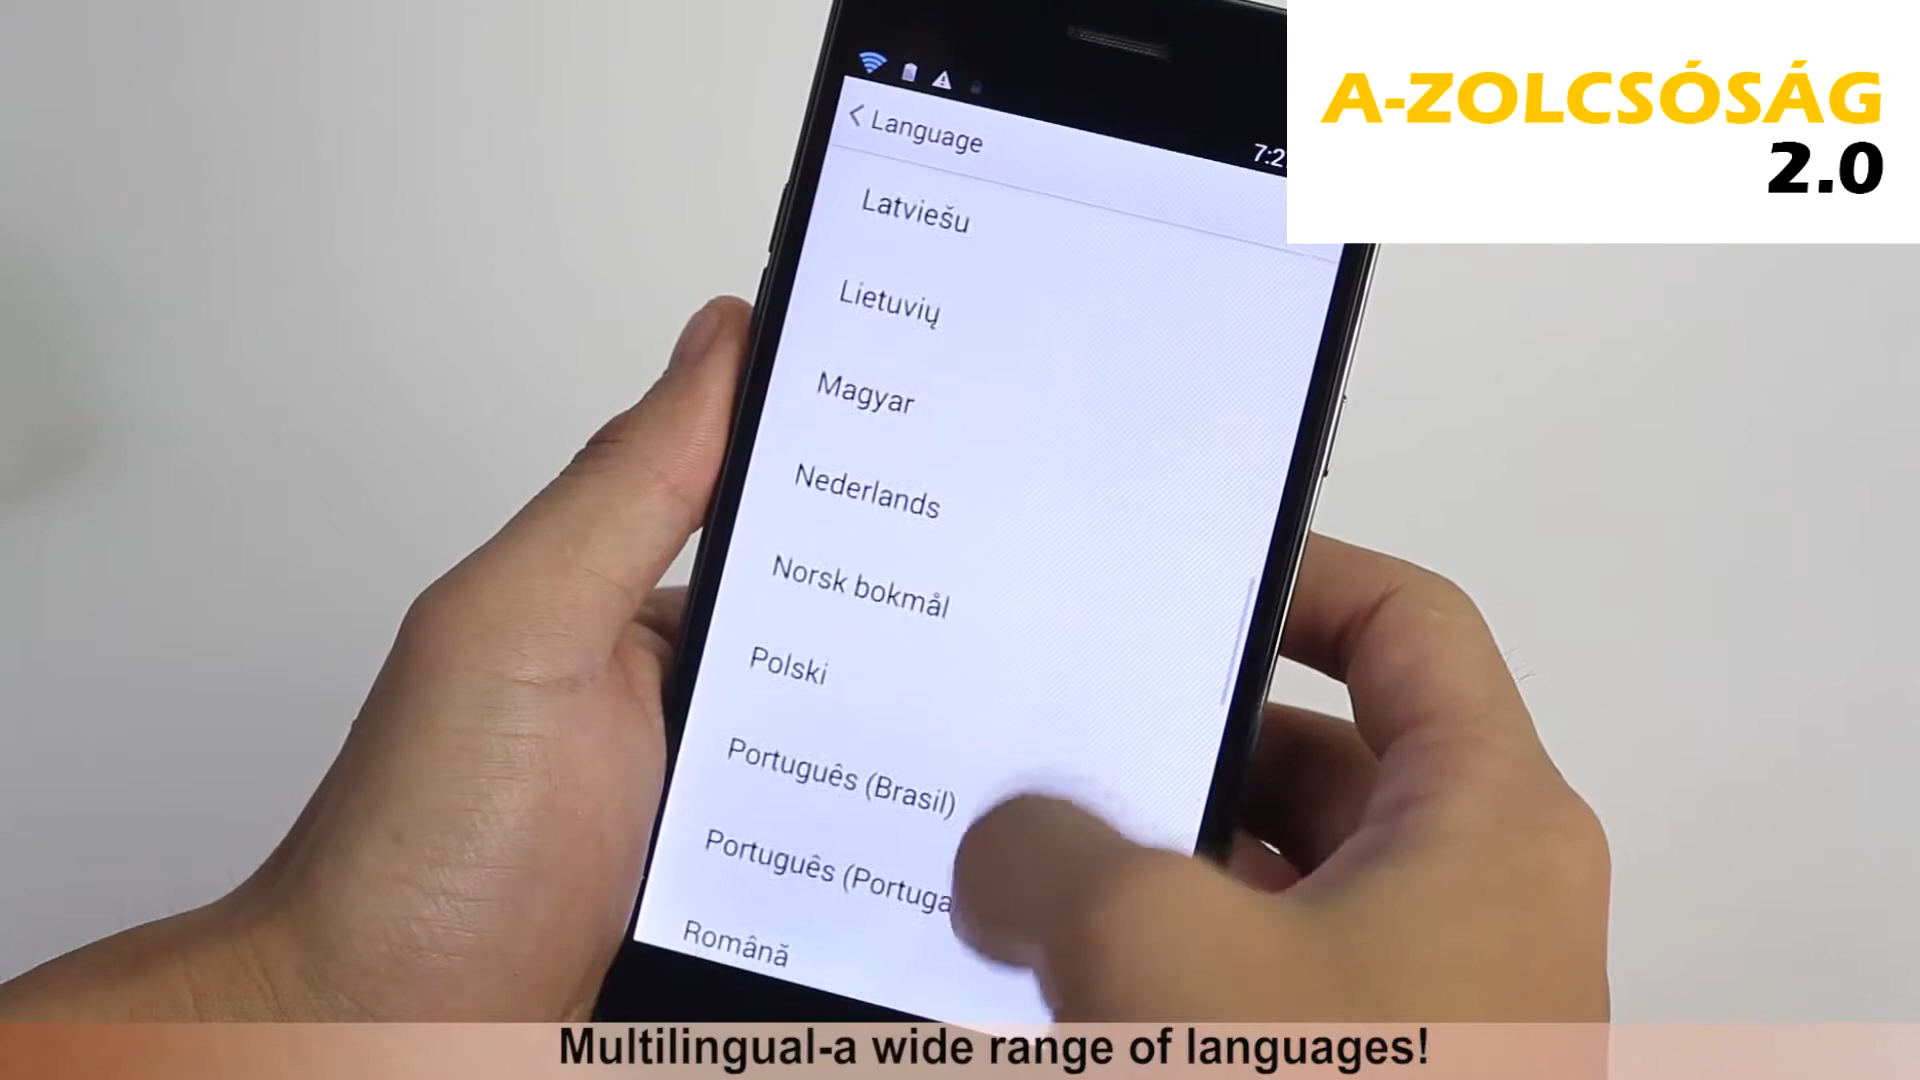 A-ZOLCSÓSÁG
2.0
Language
7:2
Latviešu
Lietuvių
Magyar
Nederlands
Norsk bokmål
Polski
Português (Brasil)
Português (Portuga
Română
Multilingual-a wide range of languages!